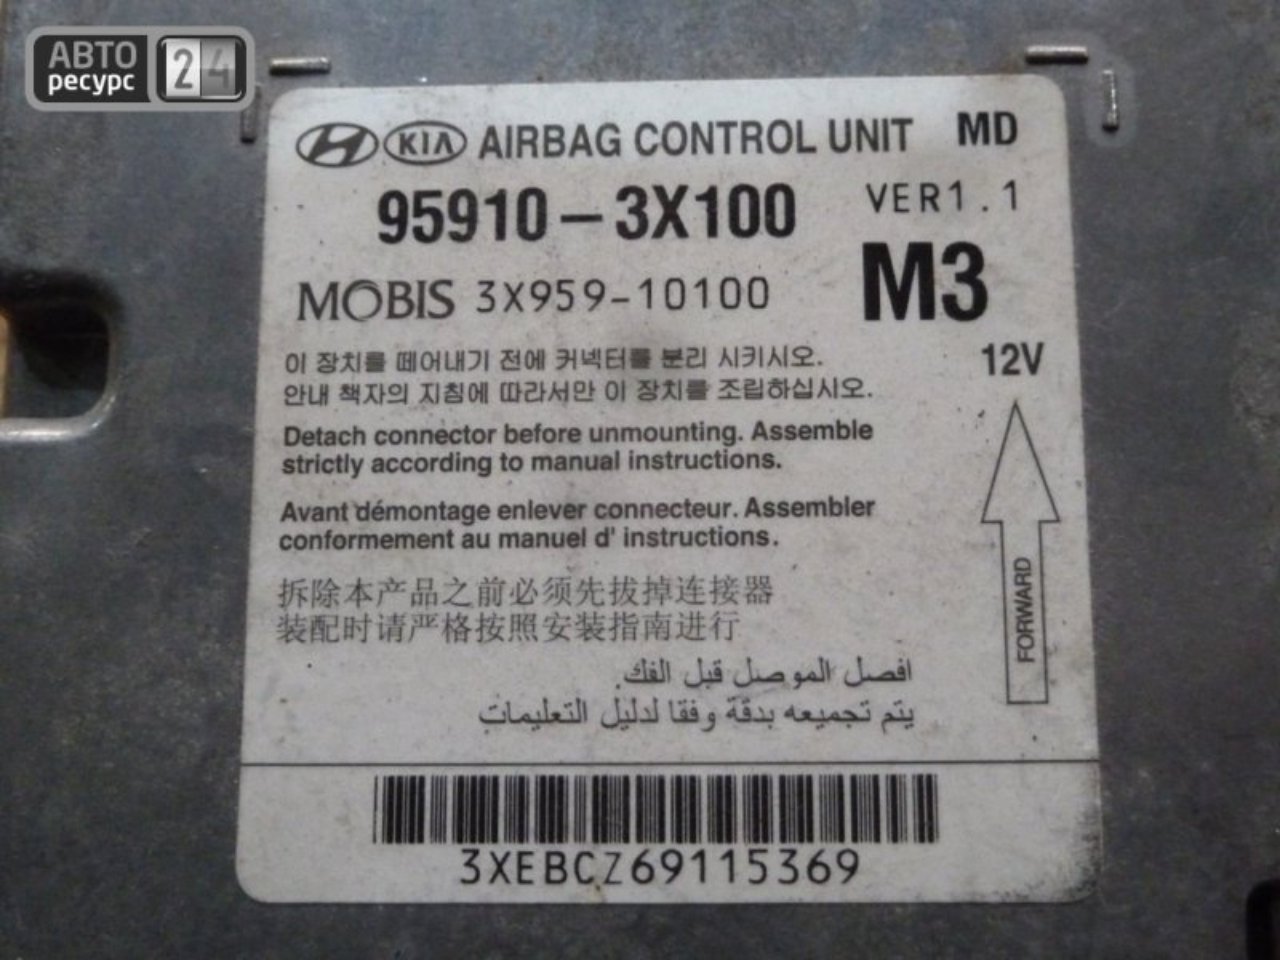 АВТО
ресурс 24
KIA AIRBAG CONTROL UNIT MD
95910-3X100 VER1.1
MOBIS 3X959-10100 M3
이 장치를 떼어내기 전에 커넥터를 분리 시키시오.
안내 책자의 지침에 따라서만 이 장치를 조립하십시오.
12V
Detach connector before unmounting. Assemble
strictly according to manual instructions.
Avant démontage enlever connecteur. Assembler
conformement au manuel d' instructions.
FORWARD
拆除本产品之前必须先拔掉连接器
装配时请严格按照安装指南进行
افصل الموصل قبل الفك.
يتم تجميعه بدقة وفقا لدليل التعليمات
3XEBCZ69115369